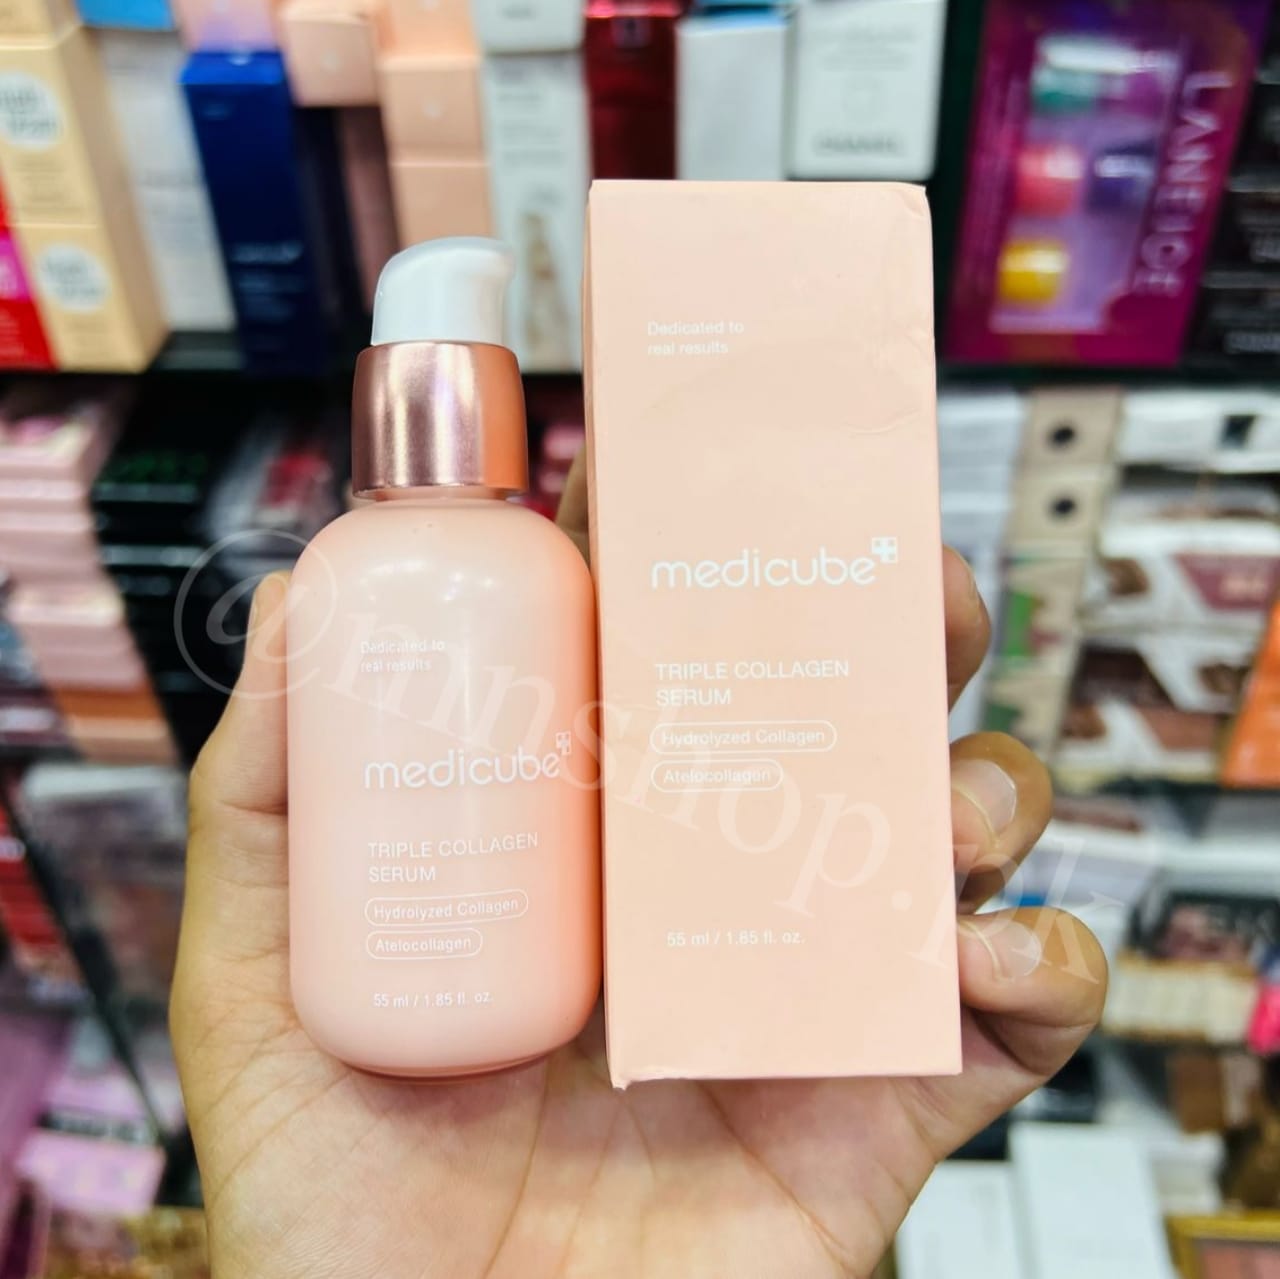 LANEIGE
Dedicated to
real results
medicube
TRIPLE COLLAGEN
SERUM
Hydrolyzed Collagen
Atelocollagen
55 ml / 1.85 fl. oz.
Dedicated to
real results
medicube
TRIPLE COLLAGEN
SERUM
Hydrolyzed Collagen
Atelocollagen
55 ml / 1.85 fl. oz.
@mnshop.pk